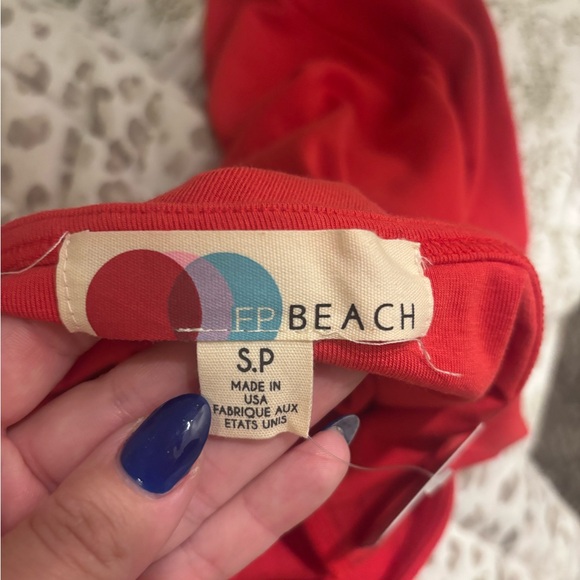 FP BEACH
S.P
MADE IN
USA
FABRIQUE AUX
ETATS UNIS